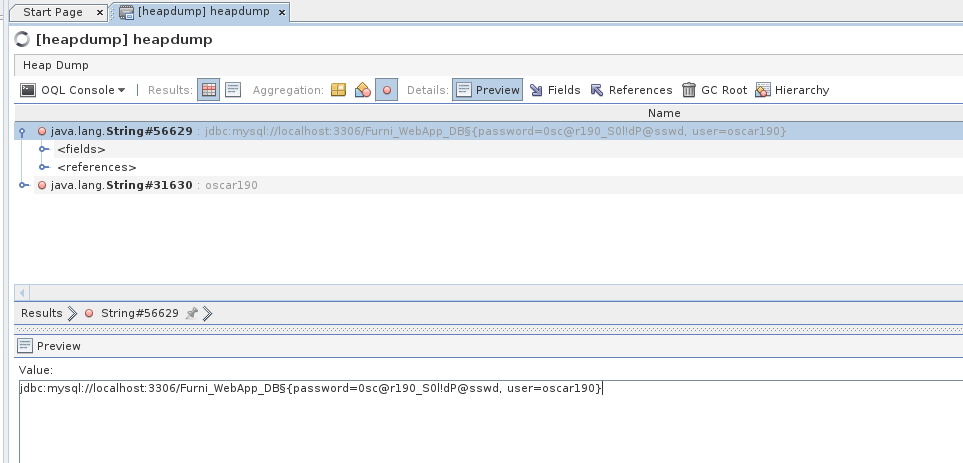 Start Page × [heapdump] heapdump ×
[heapdump] heapdump
Heap Dump
OQL Console Results: Aggregation: Details: Preview Fields References GC Root Hierarchy
Name
java.lang.String#56629 : jdbc:mysql://localhost:3306/Furni_WebApp_DB§{password=0sc@r190_S0l!dP@sswd, user=oscar190}
<fields>
<references>
java.lang.String#31630 : oscar190
Results String#56629
Preview
Value:
jdbc:mysql://localhost:3306/Furni_WebApp_DB§{password=0sc@r190_S0l!dP@sswd, user=oscar190}